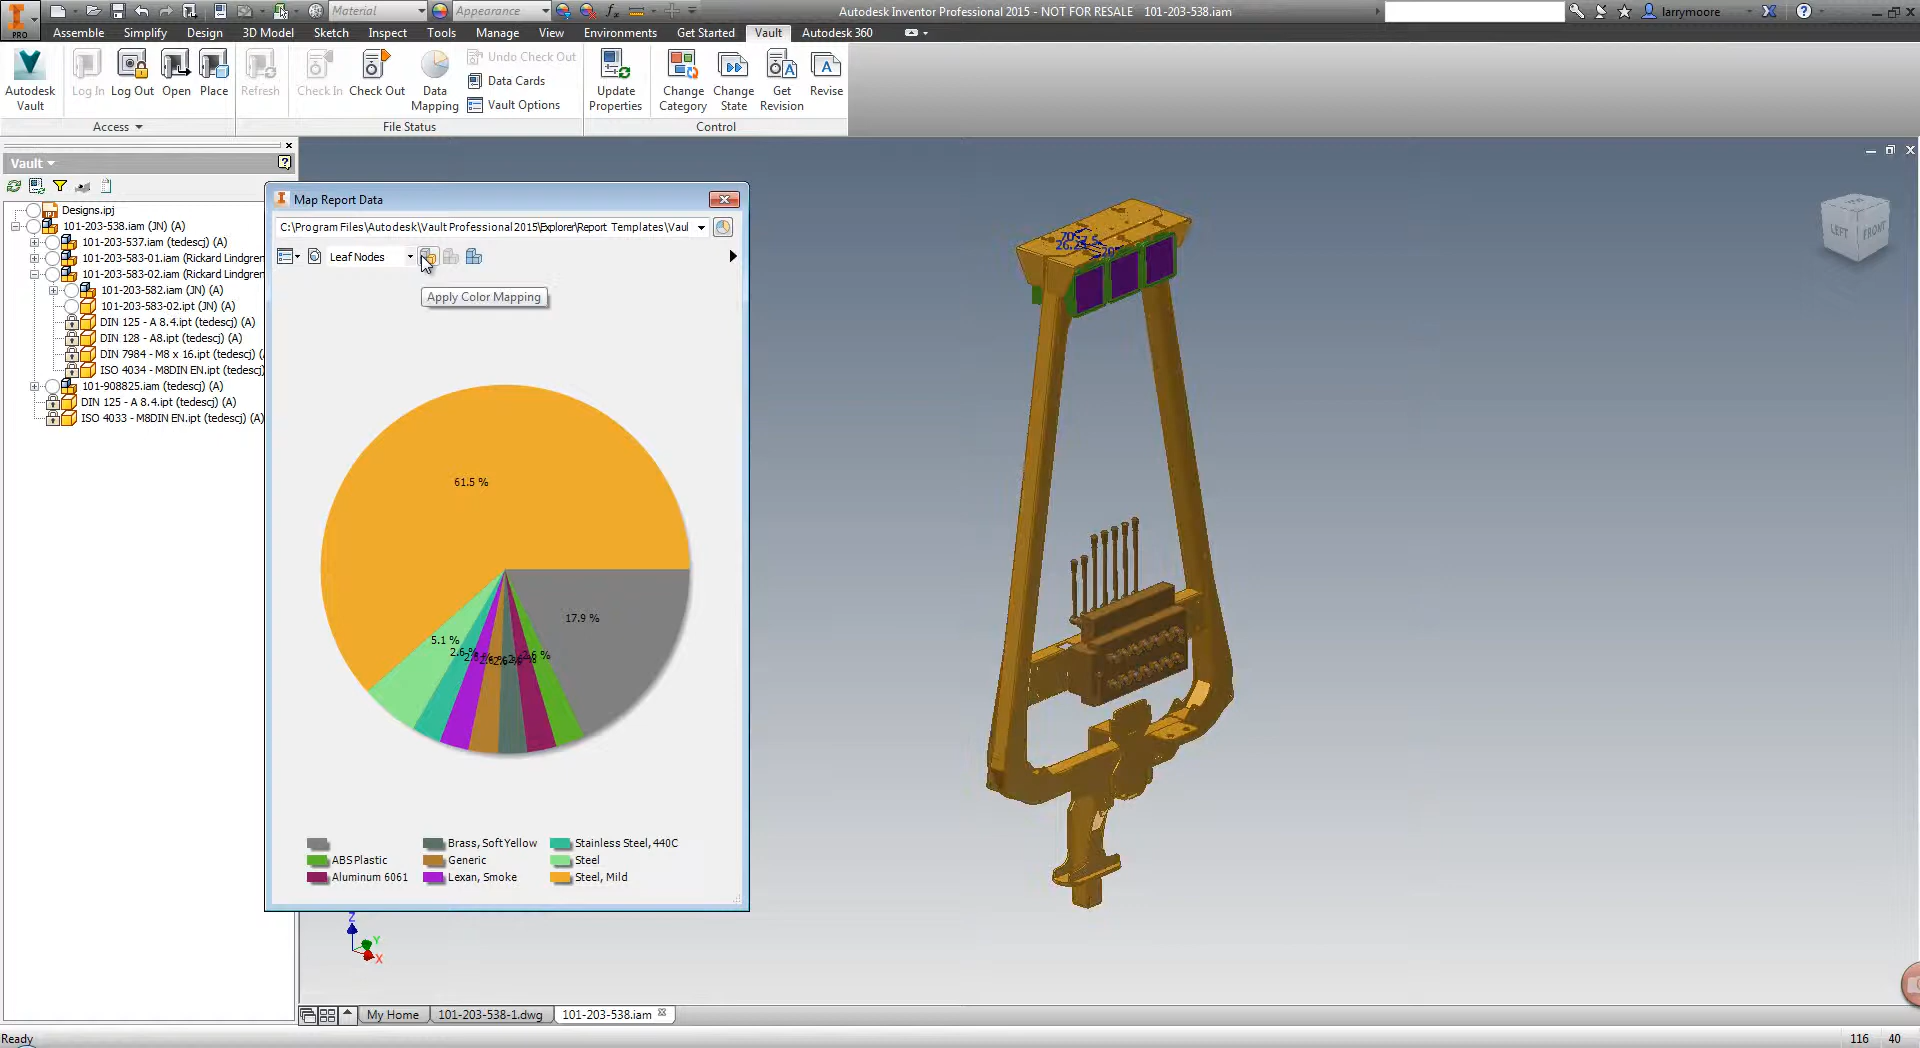 Material
Appearance
Autodesk Inventor Professional 2015 - NOT FOR RESALE 101-203-538.iam
larrymoore
PRO
Assemble Simplify Design 3D Model Sketch Inspect Tools Manage View Environments Get Started Vault Autodesk 360
Autodesk Vault
Log In
Log Out
Open
Place
Refresh
Check In
Check Out
Data Mapping
Undo Check Out
Data Cards
Vault Options
Update Properties
Change Category
Change State
Get Revision
Revise
Access
File Status
Control
Vault
Designs.ipj
101-203-538.iam (JN) (A)
101-203-537.iam (tedescj) (A)
101-203-583-01.iam (Rickard Lindgren
101-203-583-02.iam (Rickard Lindgren
101-203-582.iam (JN) (A)
101-203-583-02.ipt (JN) (A)
DIN 125 - A 8.4.ipt (tedescj) (A)
DIN 128 - A8.ipt (tedescj) (A)
DIN 7984 - M8 x 16.ipt (tedescj) (
ISO 4034 - M8DIN EN.ipt (tedescj)
101-908825.iam (tedescj) (A)
DIN 125 - A 8.4.ipt (tedescj) (A)
ISO 4033 - M8DIN EN.ipt (tedescj) (A)
Map Report Data
C:\Program Files\Autodesk\Vault Professional 2015\Explorer\Report Templates\Vaul
Leaf Nodes
Apply Color Mapping
61.5 %
17.9 %
5.1 %
2.6 %
Brass, Soft Yellow
Stainless Steel, 440C
ABS Plastic
Generic
Steel
Aluminum 6061
Lexan, Smoke
Steel, Mild
LEFT
FRONT
Z
Y
X
My Home
101-203-538-1.dwg
101-203-538.iam
Ready
116
40